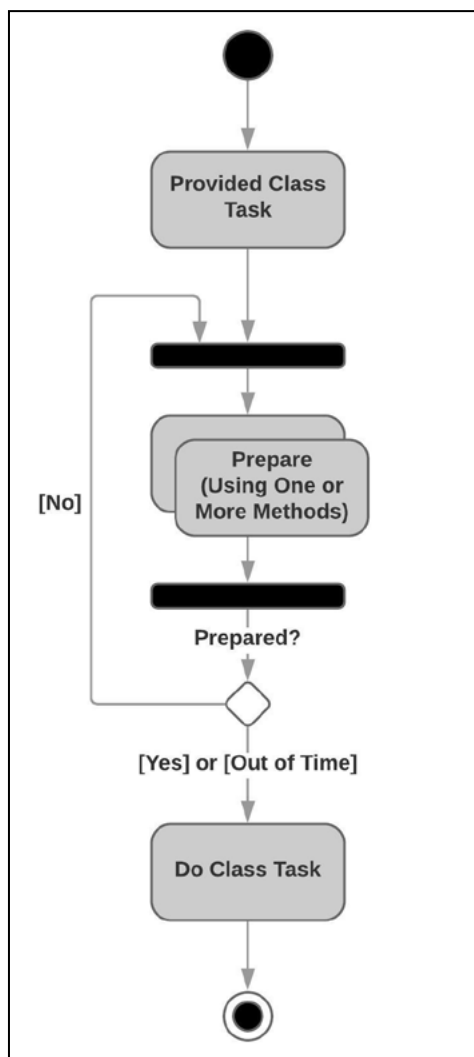 Provided Class
Task
Prepare
(Using One or
More Methods)
[No]
Prepared?
[Yes] or [Out of Time]
Do Class Task